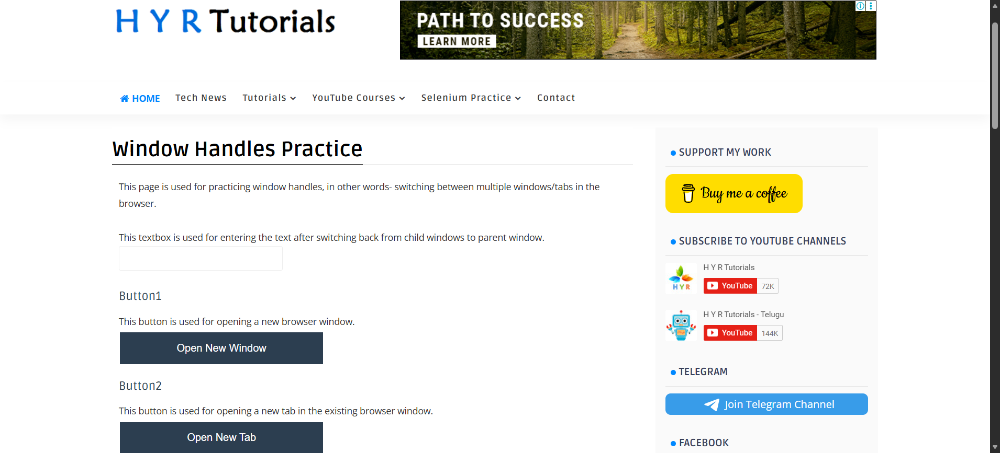 H Y R Tutorials
PATH TO SUCCESS
LEARN MORE
HOME
Tech News
Tutorials
YouTube Courses
Selenium Practice
Contact
Window Handles Practice
This page is used for practicing window handles, in other words- switching between multiple windows/tabs in the
browser.
This textbox is used for entering the text after switching back from child windows to parent window.
Button1
This button is used for opening a new browser window.
Open New Window
Button2
This button is used for opening a new tab in the existing browser window.
Open New Tab
SUPPORT MY WORK
Buy me a coffee
SUBSCRIBE TO YOUTUBE CHANNELS
HYR
H Y R Tutorials
YouTube 72K
H Y R Tutorials - Telugu
YouTube 144K
TELEGRAM
Join Telegram Channel
FACEBOOK